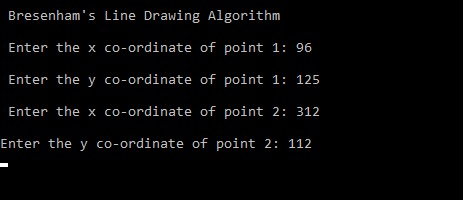 Bresenham's Line Drawing Algorithm
Enter the x co-ordinate of point 1: 96
Enter the y co-ordinate of point 1: 125
Enter the x co-ordinate of point 2: 312
Enter the y co-ordinate of point 2: 112